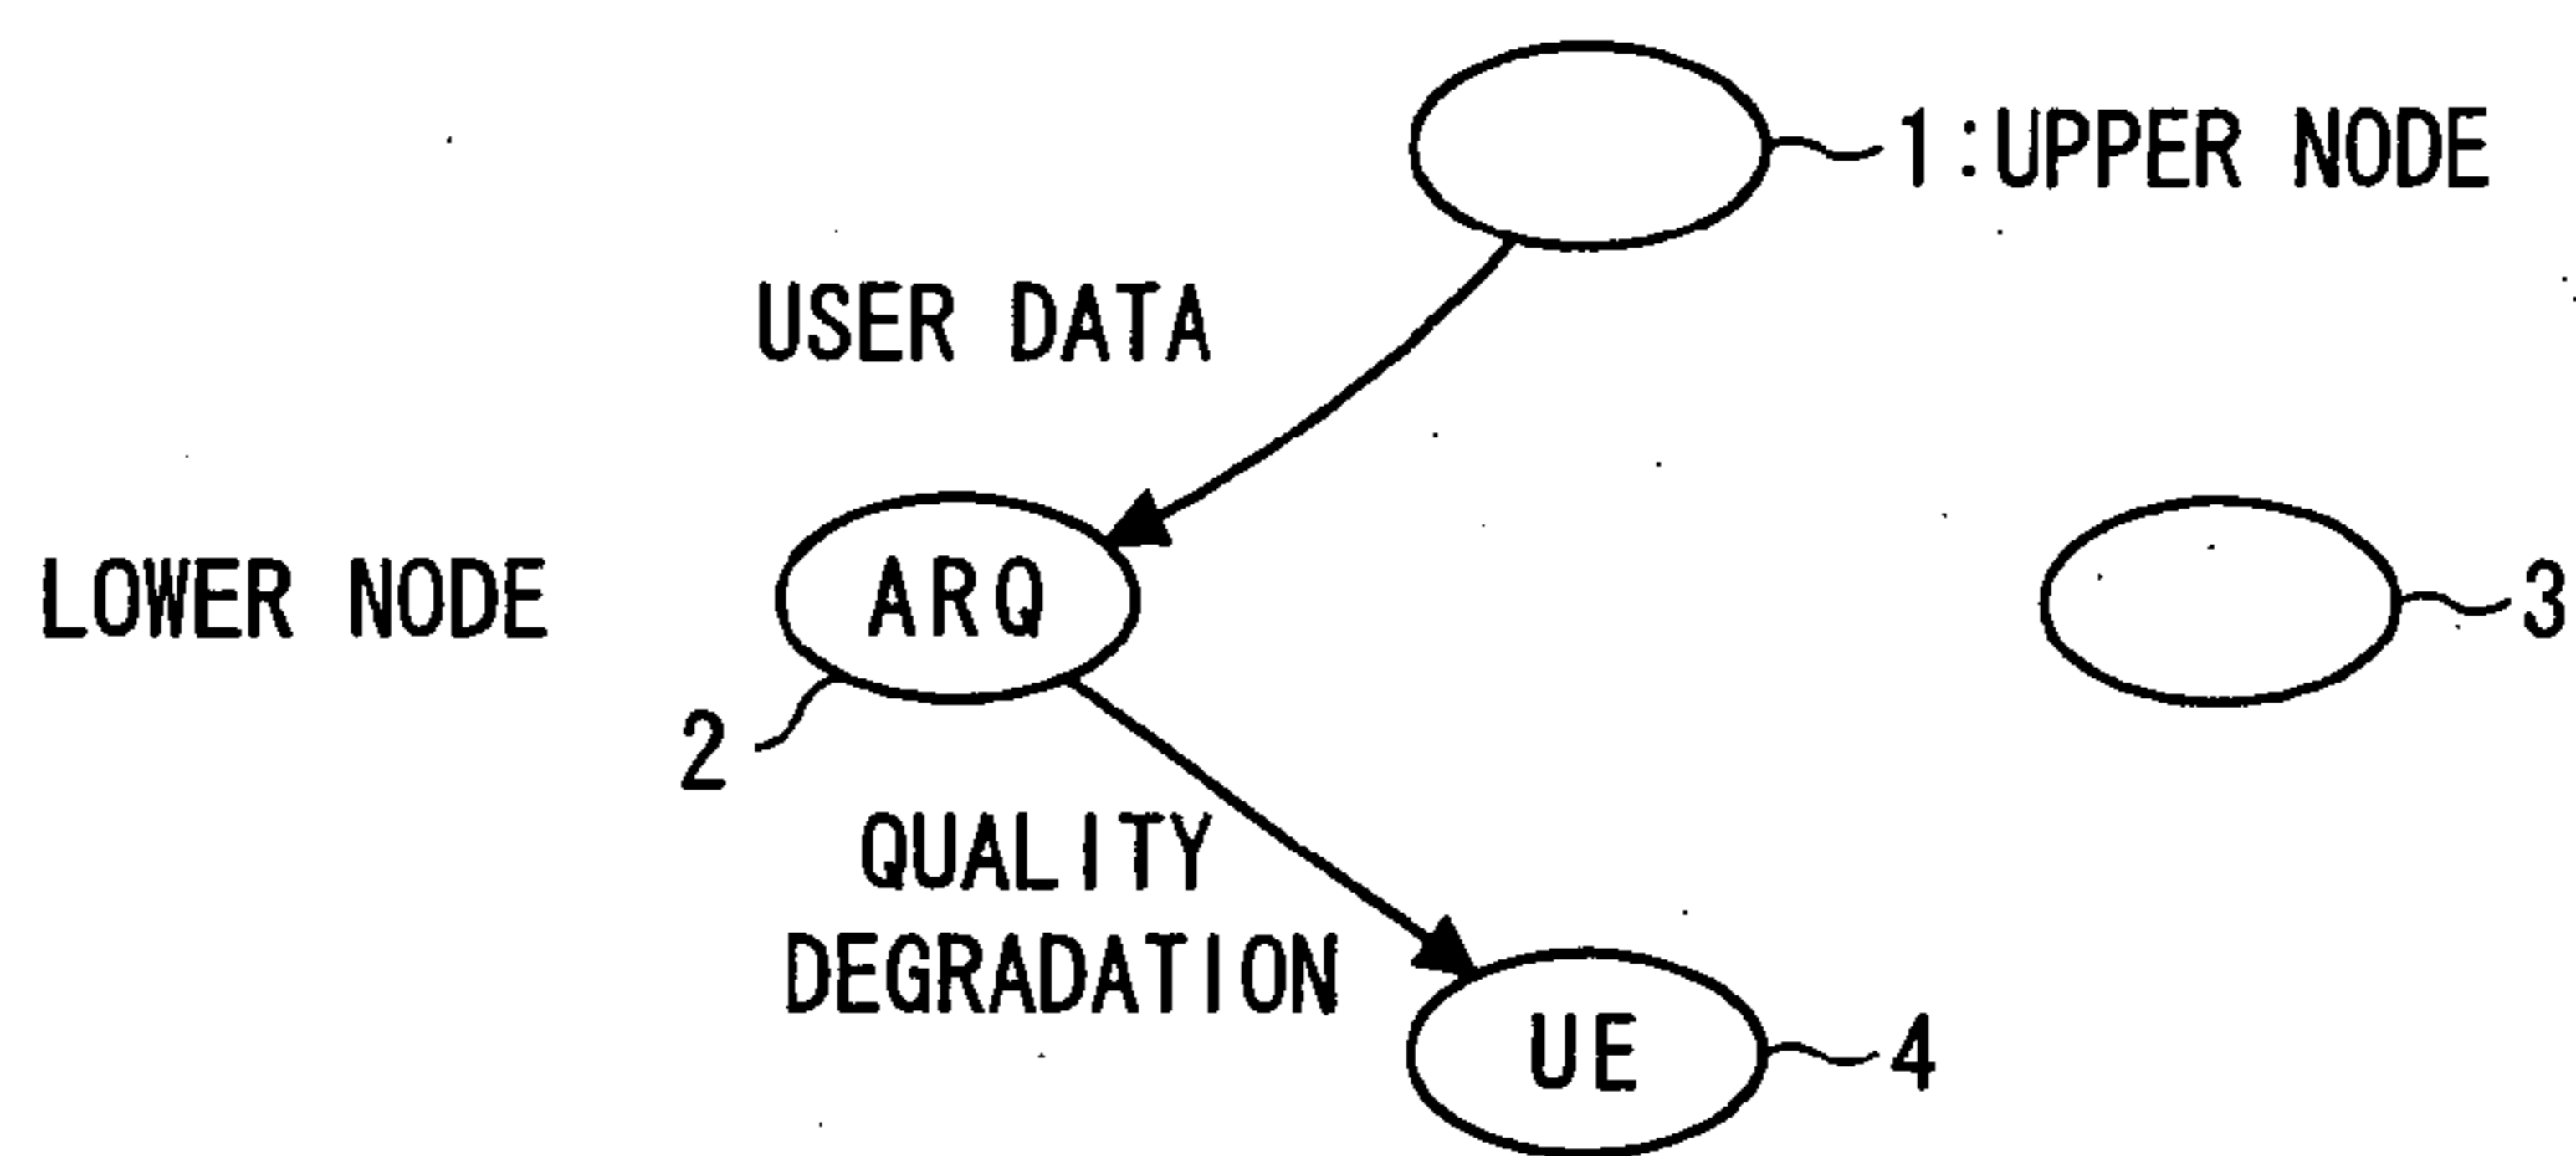 1:UPPER NODE
USER DATA
LOWER NODE
ARQ
3
2
QUALITY
DEGRADATION
UE
4